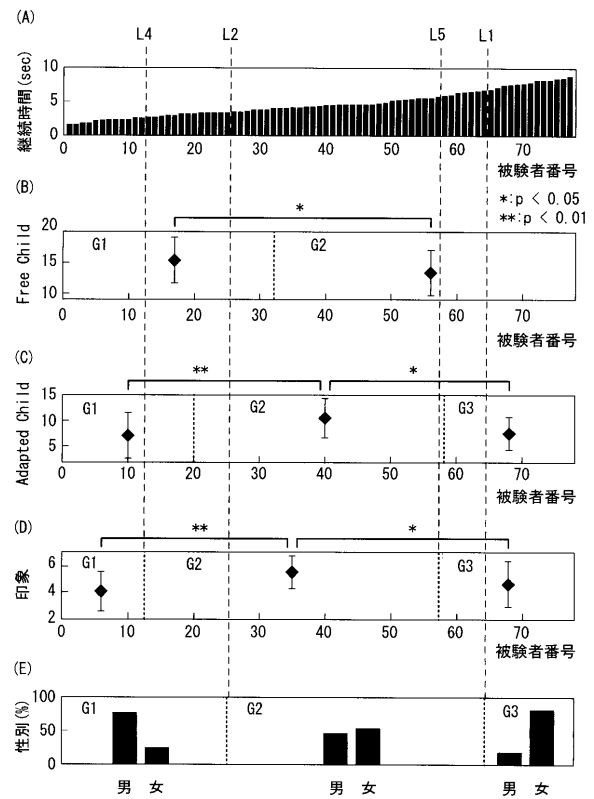 (A)
L4 L2 L5 L1
継続時間(sec)
10
5
0
0 10 20 30 40 50 60 70
被験者番号
*:p < 0.05
**:p < 0.01
(B)
*
Free Child
20
15
10
G1 G2
0 10 20 30 40 50 60 70
被験者番号
(C)
** *
Adapted Child
15
10
5
G1 G2 G3
0 10 20 30 40 50 60 70
被験者番号
(D)
** *
印象
6
4
2
G1 G2 G3
0 10 20 30 40 50 60 70
被験者番号
(E)
性別(%)
100
50
0
G1 G2 G3
男 女 男 女 男 女